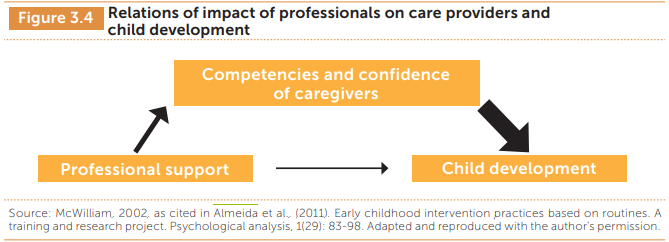 Figure 3.4
Relations of impact of professionals on care providers and
child development
Competencies and confidence
of caregivers
Professional support
Child development
Source: McWilliam, 2002, as cited in Almeida et al., (2011). Early childhood intervention practices based on routines. A
training and research project. Psychological analysis, 1(29): 83-98. Adapted and reproduced with the author's permission.